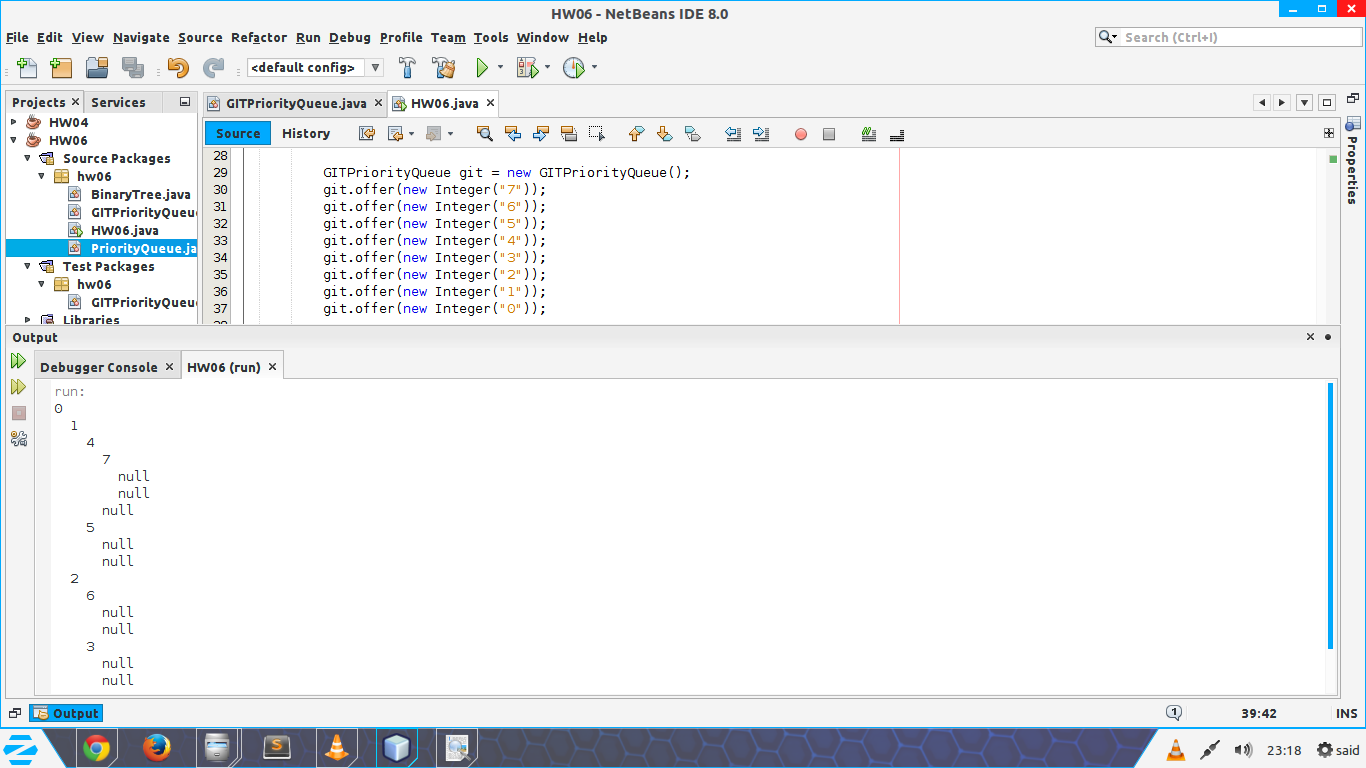 HW06 - NetBeans IDE 8.0
File Edit View Navigate Source Refactor Run Debug Profile Team Tools Window Help
Search (Ctrl+I)
<default config>
Projects Services
GITPriorityQueue.java HW06.java
HW04
HW06
Source Packages
hw06
BinaryTree.java
GITPriorityQueu
HW06.java
PriorityQueue.ja
Test Packages
hw06
GITPriorityQueu
Libraries
Source History
28
29 GITPriorityQueue git = new GITPriorityQueue();
30 git.offer(new Integer("7"));
31 git.offer(new Integer("6"));
32 git.offer(new Integer("5"));
33 git.offer(new Integer("4"));
34 git.offer(new Integer("3"));
35 git.offer(new Integer("2"));
36 git.offer(new Integer("1"));
37 git.offer(new Integer("0"));
Properties
Output
Debugger Console HW06 (run)
run:
0
1
4
7
null
null
null
5
null
null
2
6
null
null
3
null
null
Output
1
39:42
INS
23:18
said